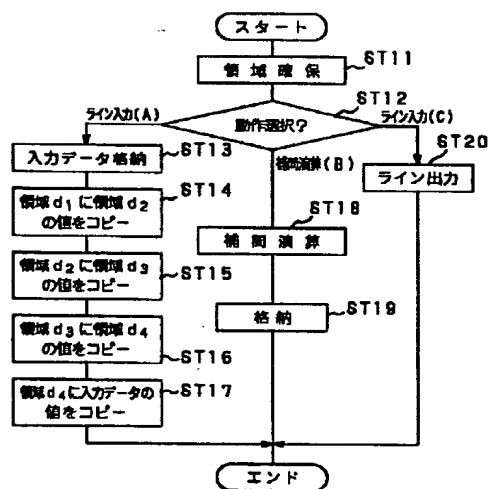 スタート
領域確保
ST11
ST12
動作選択?
ライン入力(A)
ライン入力(C)
補間演算(B)
入力データ格納
ST13
領域d1に領域d2
の値をコピー
ST14
領域d2に領域d3
の値をコピー
ST15
領域d3に領域d4
の値をコピー
ST16
領域d4に入力データの
値をコピー
ST17
補間演算
ST18
格納
ST19
ライン出力
ST20
エンド